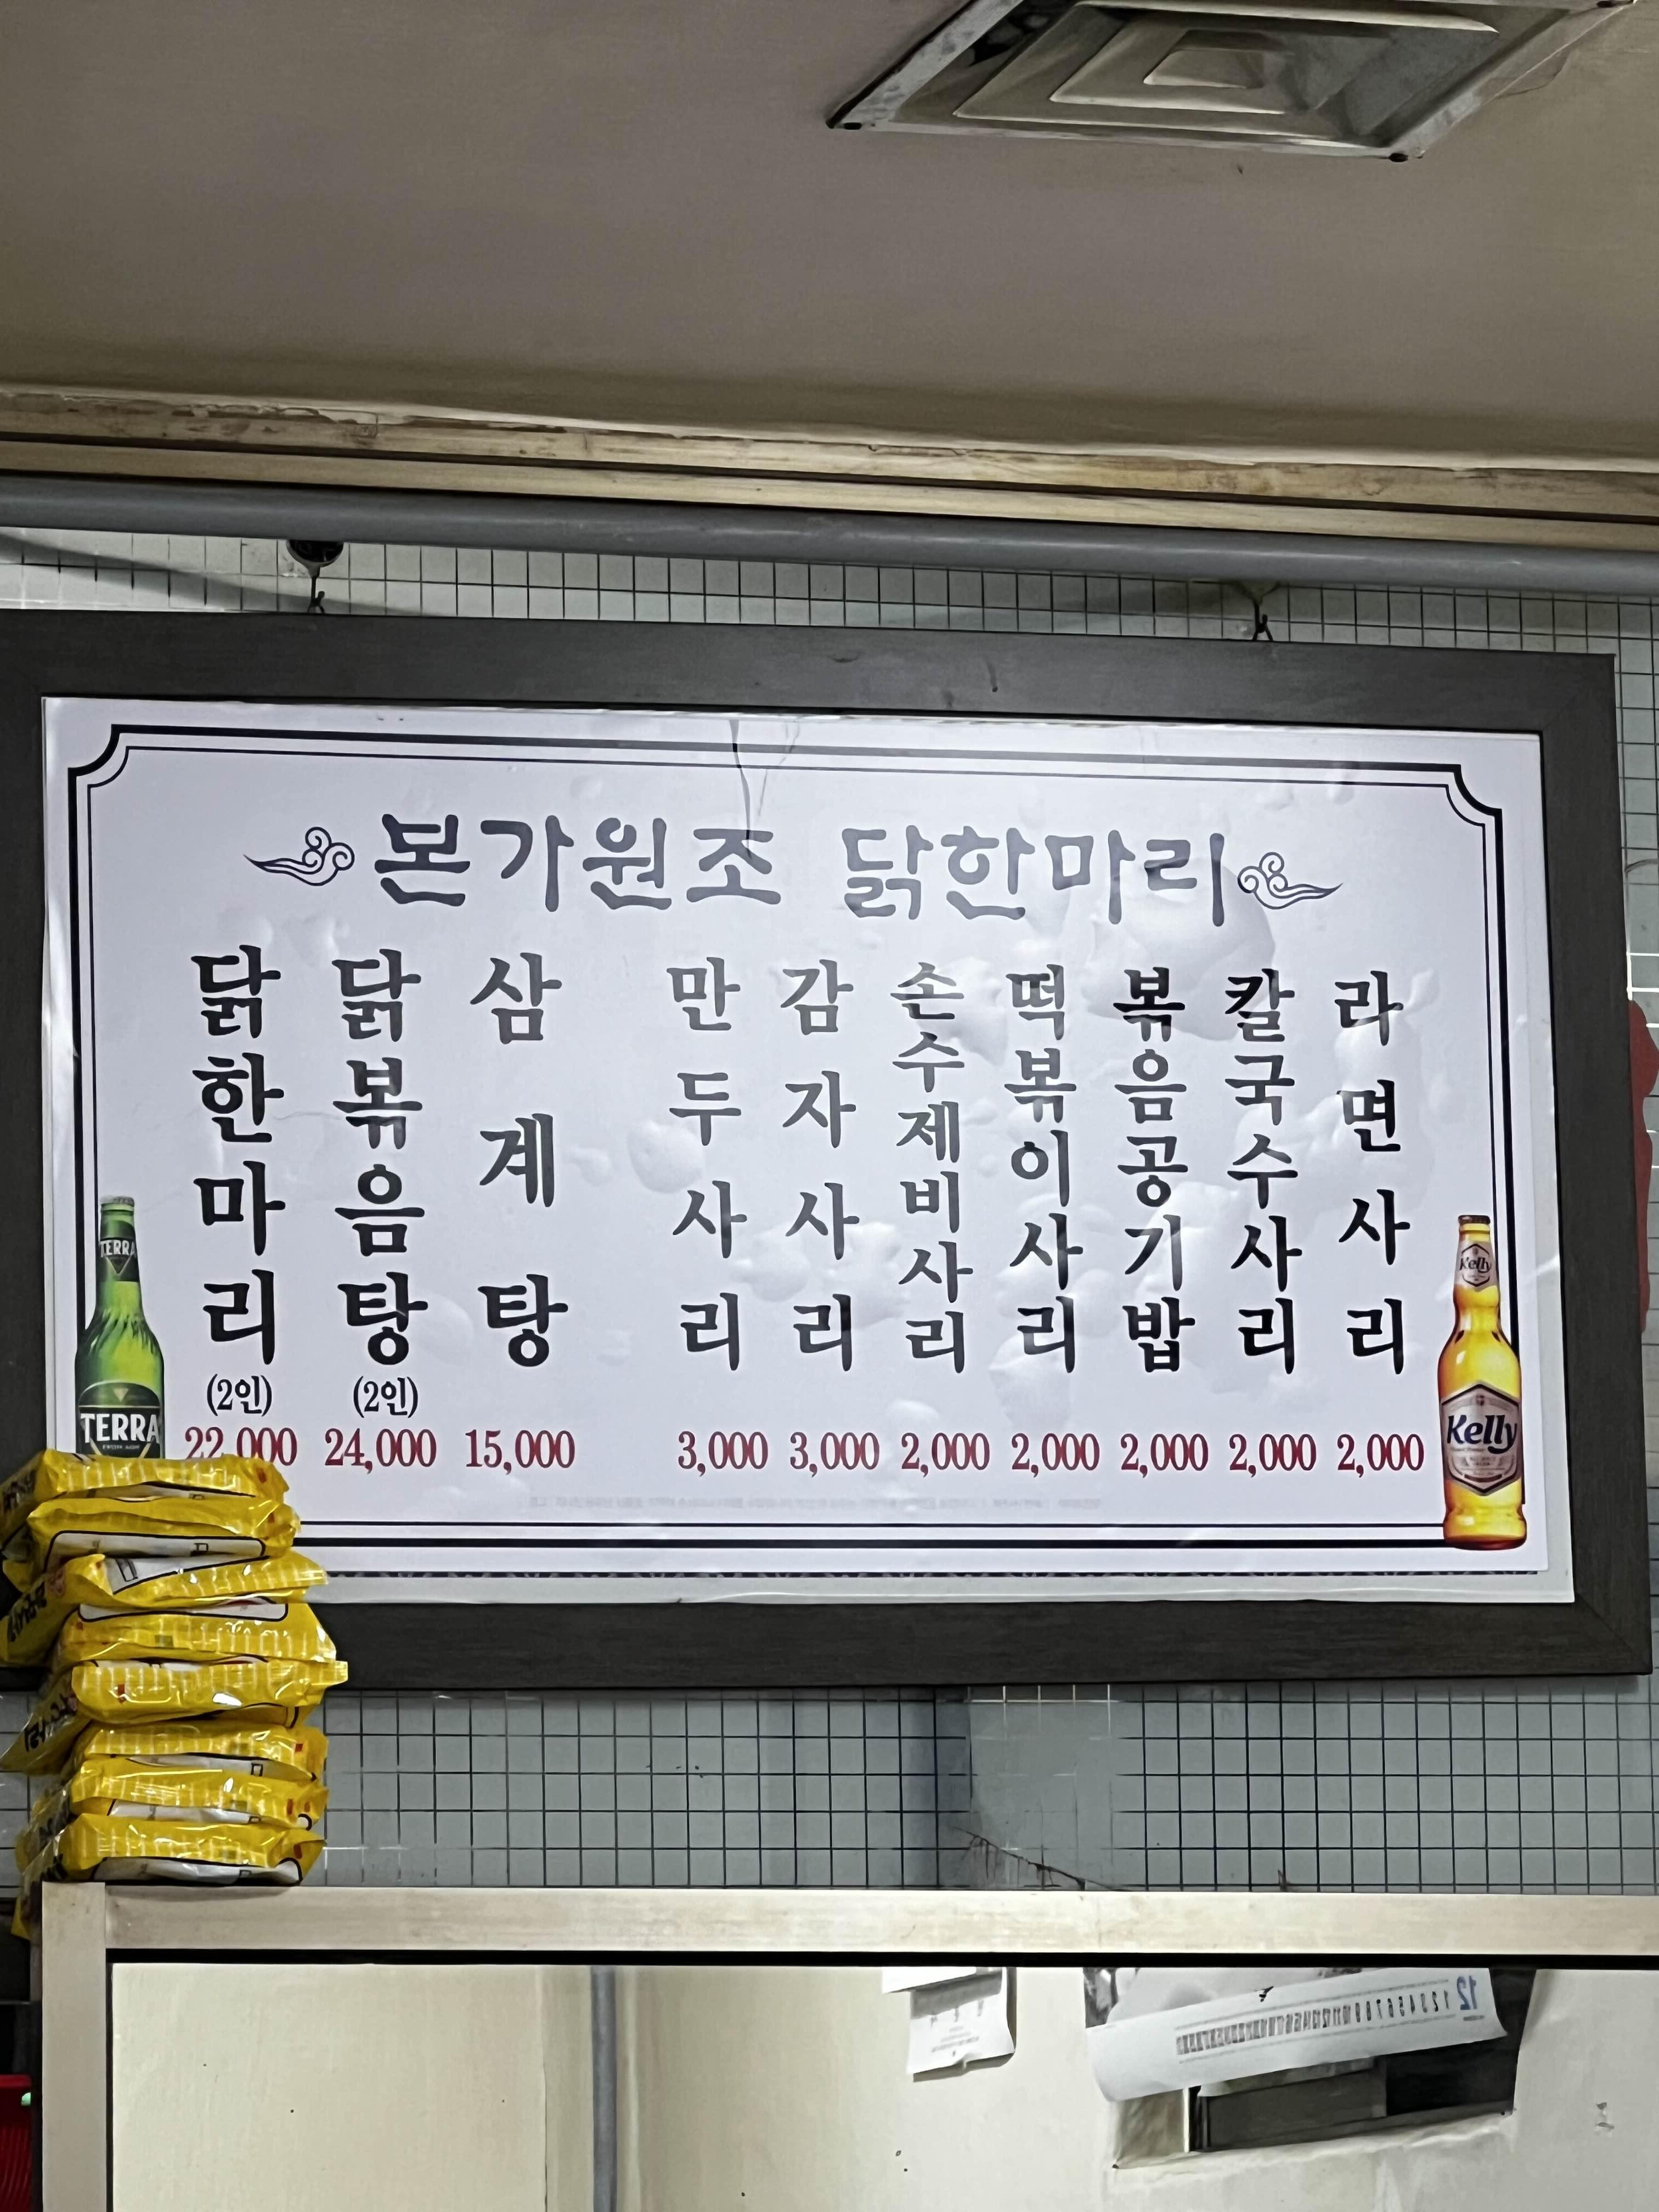 본가원조 닭한마리
닭한마리
(2인)
22,000
닭볶음탕
(2인)
24,000
삼계탕
15,000
만두사리
3,000
감자사리
3,000
손수제비사리
2,000
떡볶이사리
2,000
볶음공기밥
2,000
칼국수사리
2,000
라면사리
2,000
TERRA
TERRA
Kelly
Kelly
12